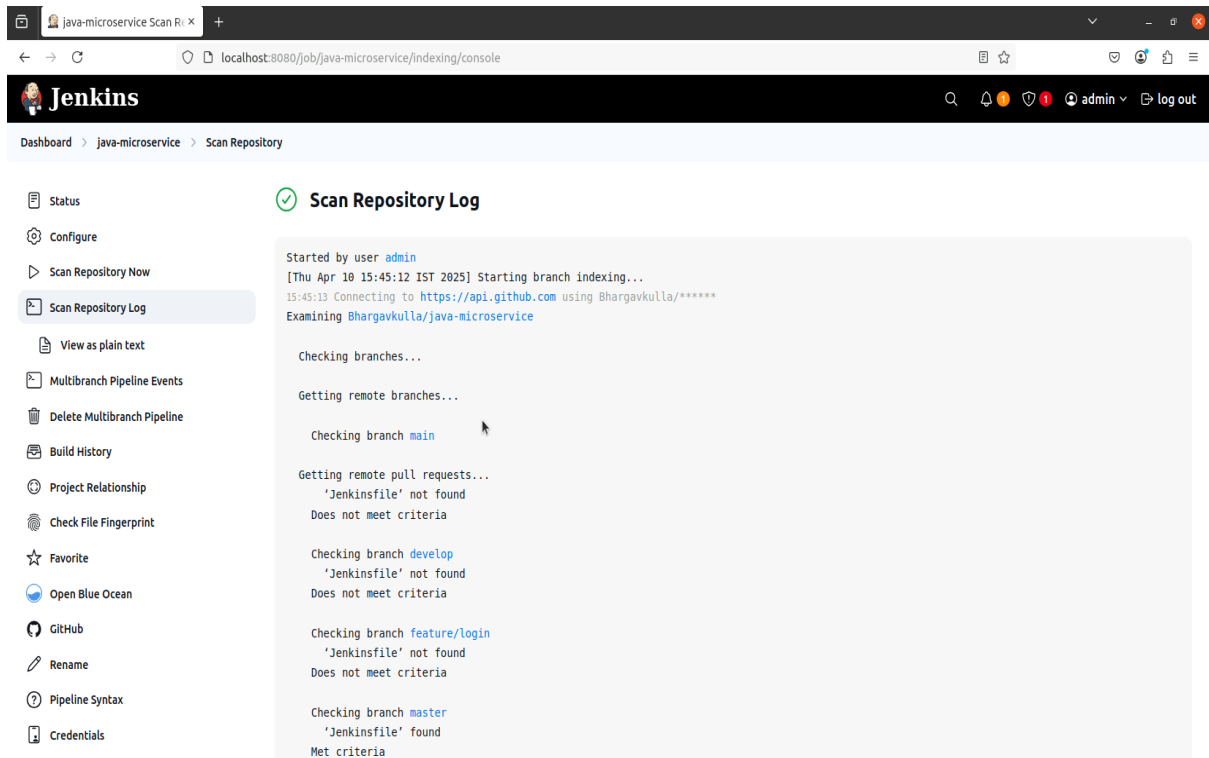 java-microservice Scan Re
localhost:8080/job/java-microservice/indexing/console
Jenkins
1
1
admin
log out
Dashboard > java-microservice > Scan Repository
Status
Configure
Scan Repository Now
Scan Repository Log
View as plain text
Multibranch Pipeline Events
Delete Multibranch Pipeline
Build History
Project Relationship
Check File Fingerprint
Favorite
Open Blue Ocean
GitHub
Rename
Pipeline Syntax
Credentials
Scan Repository Log
Started by user admin
[Thu Apr 10 15:45:12 IST 2025] Starting branch indexing...
15:45:13 Connecting to https://api.github.com using Bhargavkulla/******
Examining Bhargavkulla/java-microservice
Checking branches...
Getting remote branches...
Checking branch main
Getting remote pull requests...
‘Jenkinsfile’ not found
Does not meet criteria
Checking branch develop
‘Jenkinsfile’ not found
Does not meet criteria
Checking branch feature/login
‘Jenkinsfile’ not found
Does not meet criteria
Checking branch master
‘Jenkinsfile’ found
Met criteria